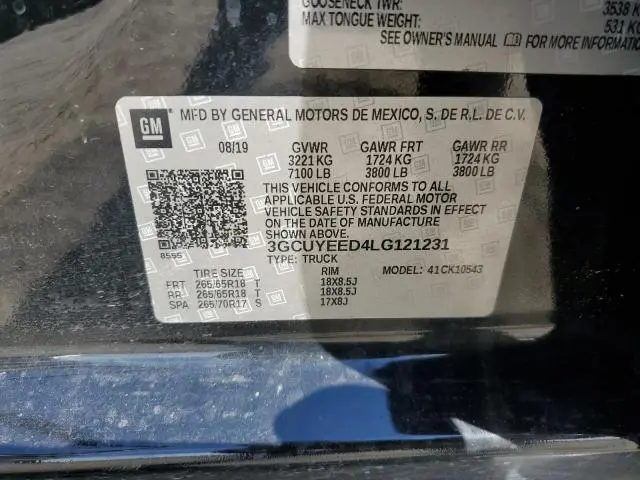 GOOSENECK TWR: 3538 K
MAX TONGUE WEIGHT: 531 KG
SEE OWNER'S MANUAL FOR MORE INFORMATIO
GM
MFD BY GENERAL MOTORS DE MEXICO, S. DE R.L. DE C.V.
08/19 GVWR GAWR FRT GAWR RR
3221 KG 1724 KG 1724 KG
7100 LB 3800 LB 3800 LB
THIS VEHICLE CONFORMS TO ALL
APPLICABLE U.S. FEDERAL MOTOR
VEHICLE SAFETY STANDARDS IN EFFECT
ON THE DATE OF MANUFACTURE
SHOWN ABOVE.
3GCUYEED4LG121231
8555 TYPE: TRUCK
TIRE SIZE RIM MODEL: 41CK10543
FRT 265/65R18 T 18X8.5J
RR 265/65R18 T 18X8.5J
SPA 265/70R17 S 17X8J